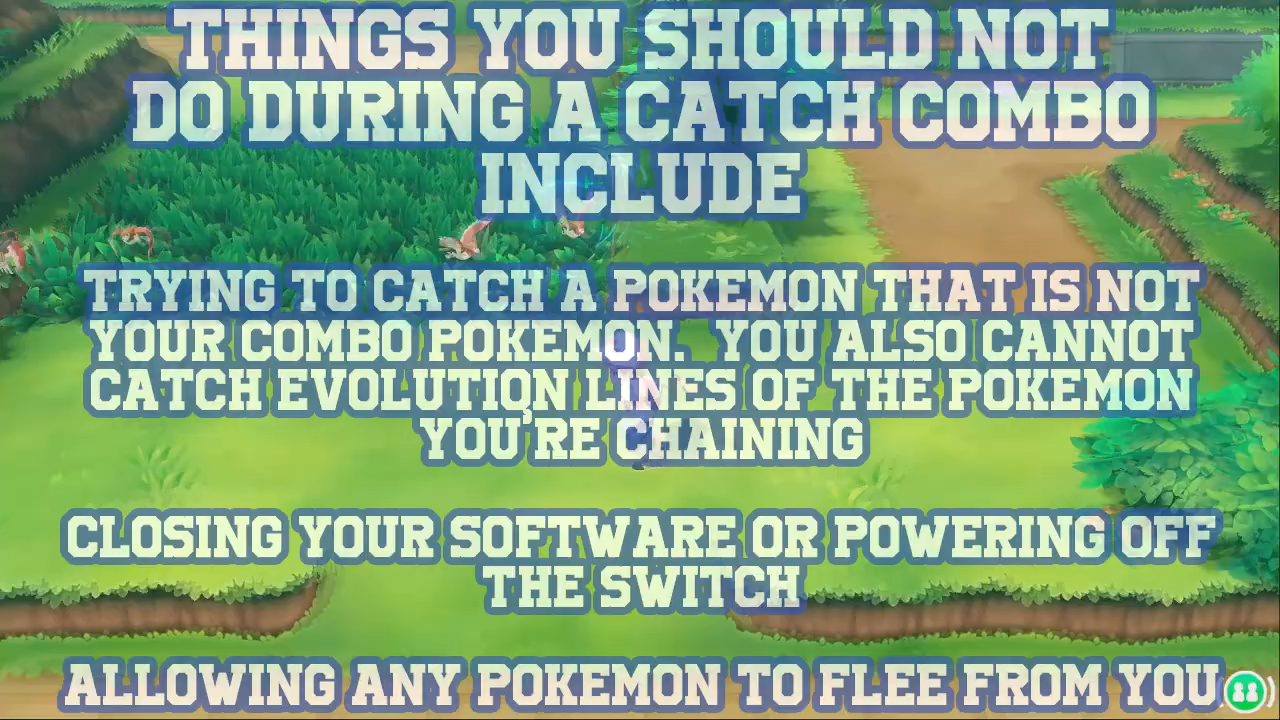 THINGS YOU SHOULD NOT
DO DURING A CATCH COMBO
INCLUDE
TRYING TO CATCH A POKEMON THAT IS NOT
YOUR COMBO POKEMON. YOU ALSO CANNOT
CATCH EVOLUTION LINES OF THE POKEMON
YOU'RE CHAINING
CLOSING YOUR SOFTWARE OR POWERING OFF
THE SWITCH
ALLOWING ANY POKEMON TO FLEE FROM YOU